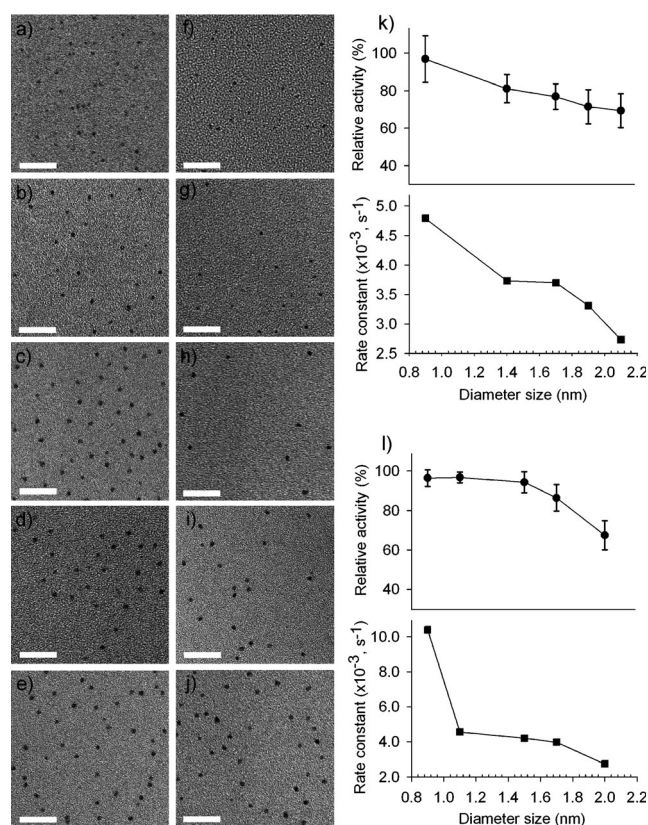 a)
f)
b)
g)
c)
h)
d)
i)
e)
j)
k)
Relative activity (%)
100
80
60
40
Rate constant (x10⁻³, s⁻¹)
5.0
4.5
4.0
3.5
3.0
2.5
0.8 1.0 1.2 1.4 1.6 1.8 2.0 2.2
Diameter size (nm)
l)
Relative activity (%)
100
80
60
40
Rate constant (x10⁻³, s⁻¹)
10.0
8.0
6.0
4.0
2.0
0.8 1.0 1.2 1.4 1.6 1.8 2.0 2.2
Diameter size (nm)